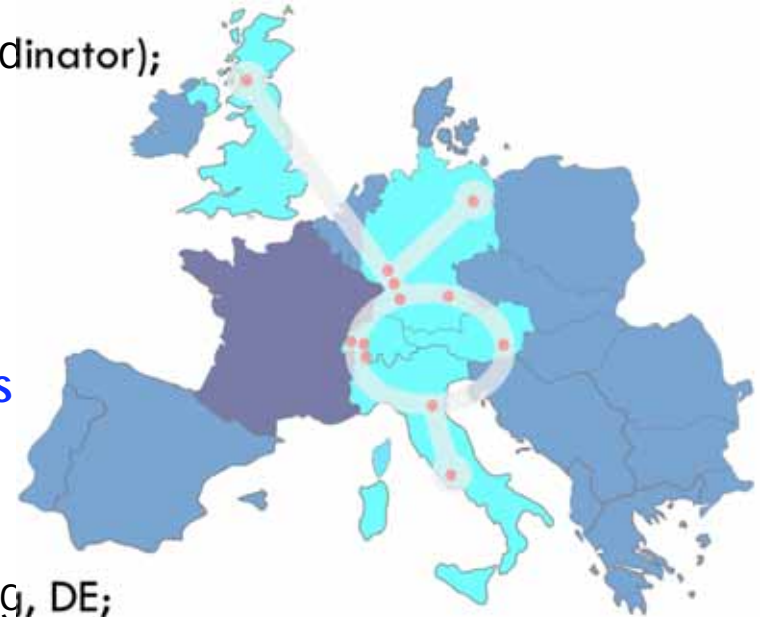 dinator);
s
g, DE;